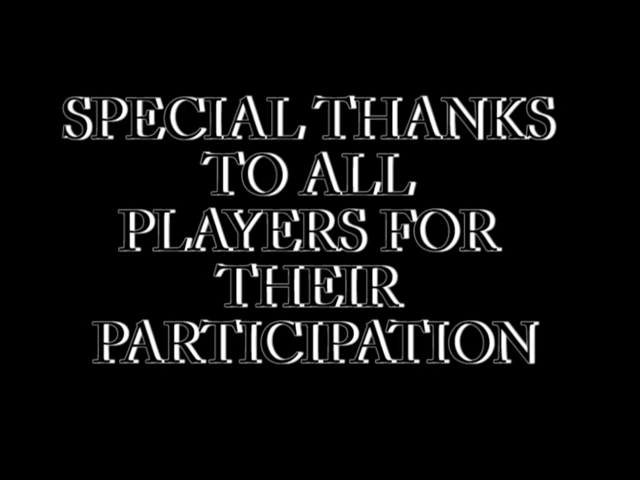 SPECIAL THANKS
TO ALL
PLAYERS FOR
THEIR
PARTICIPATION